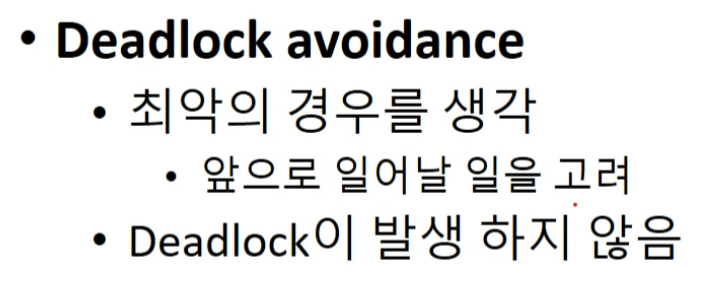 • Deadlock avoidance
• 최악의 경우를 생각
• 앞으로 일어날 일을 고려
• Deadlock이 발생 하지 않음